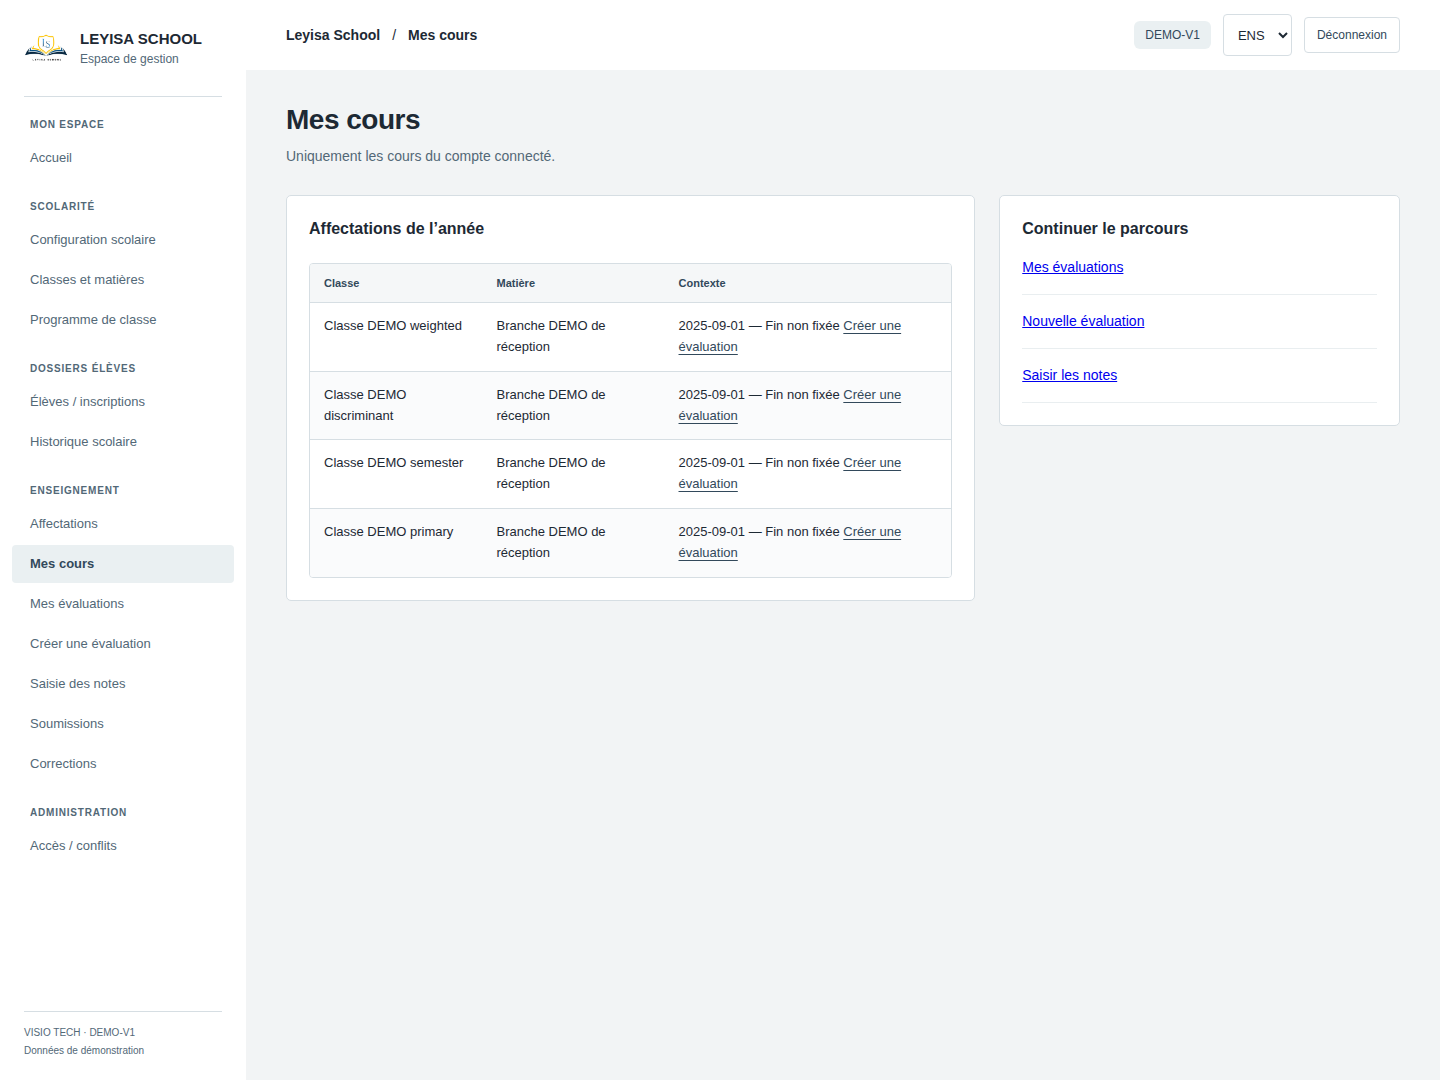 LEYISA SCHOOL
Espace de gestion
Leyisa School / Mes cours
DEMO-V1
ENS
Déconnexion
MON ESPACE
Accueil
SCOLARITÉ
Configuration scolaire
Classes et matières
Programme de classe
DOSSIERS ÉLÈVES
Élèves / inscriptions
Historique scolaire
ENSEIGNEMENT
Affectations
Mes cours
Mes évaluations
Créer une évaluation
Saisie des notes
Soumissions
Corrections
ADMINISTRATION
Accès / conflits
VISIO TECH · DEMO-V1
Données de démonstration
Mes cours
Uniquement les cours du compte connecté.
Affectations de l’année
Classe Matière Contexte
Classe DEMO weighted Branche DEMO de 2025-09-01 — Fin non fixée Créer une
réception évaluation
Classe DEMO Branche DEMO de 2025-09-01 — Fin non fixée Créer une
discriminant réception évaluation
Classe DEMO semester Branche DEMO de 2025-09-01 — Fin non fixée Créer une
réception évaluation
Classe DEMO primary Branche DEMO de 2025-09-01 — Fin non fixée Créer une
réception évaluation
Continuer le parcours
Mes évaluations
Nouvelle évaluation
Saisir les notes